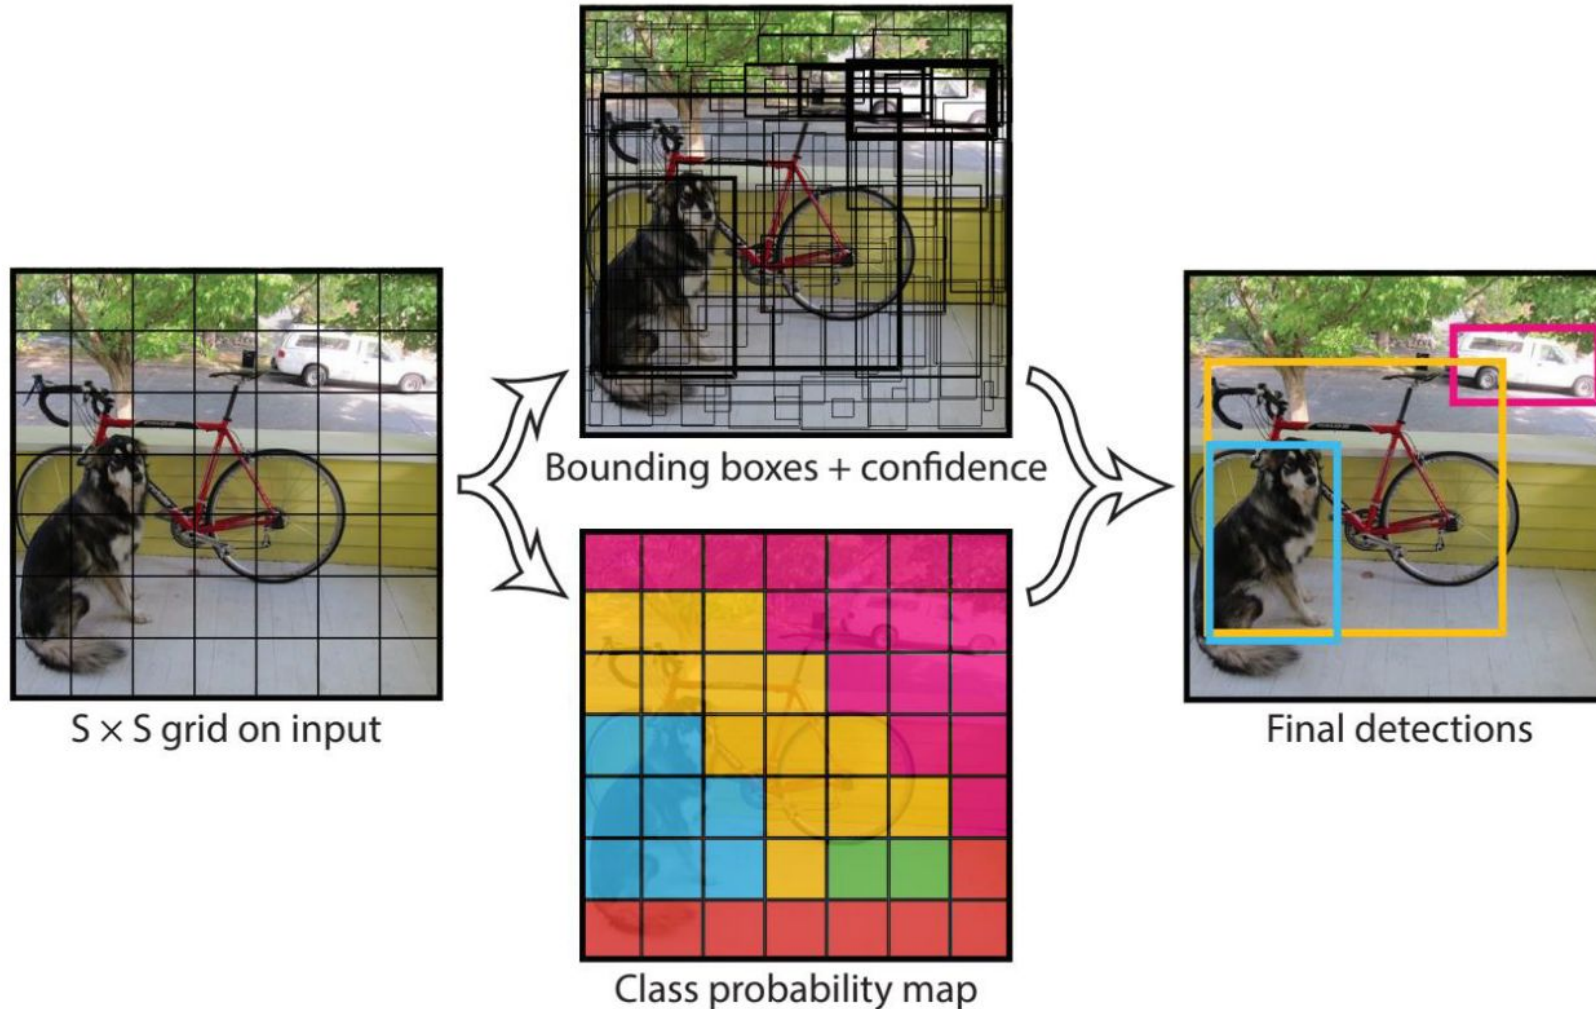 Bounding boxes + confidence
S × S grid on input
Final detections
Class probability map